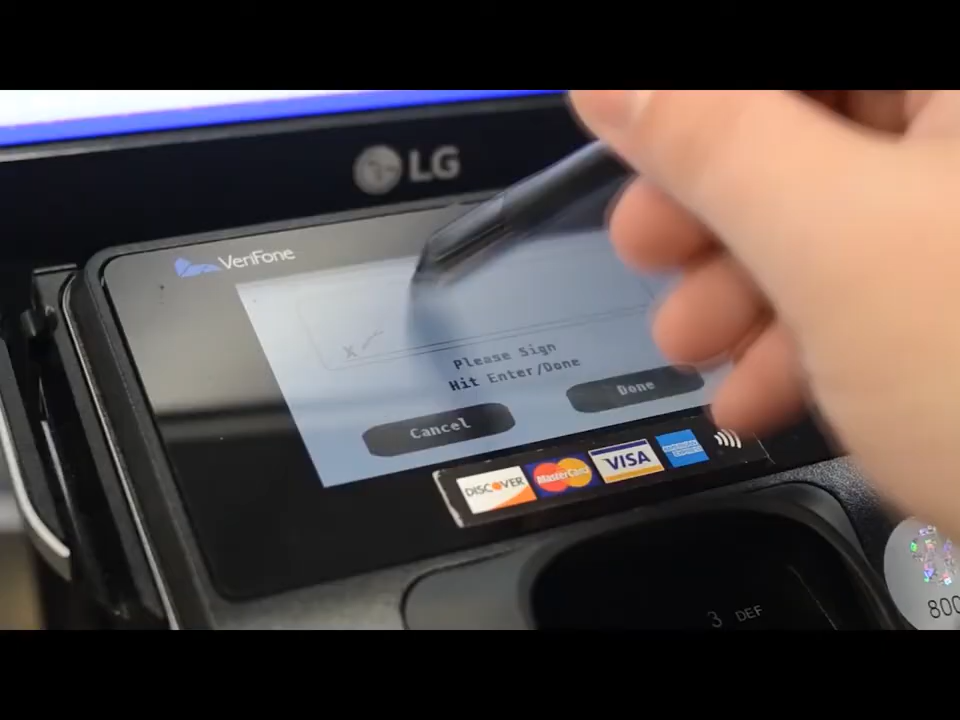 LG
VeriFone
X
Please Sign
Hit Enter/Done
Cancel
Done
DISCOVER
MasterCard
VISA
AMERICAN EXPRESS
3 DEF
800